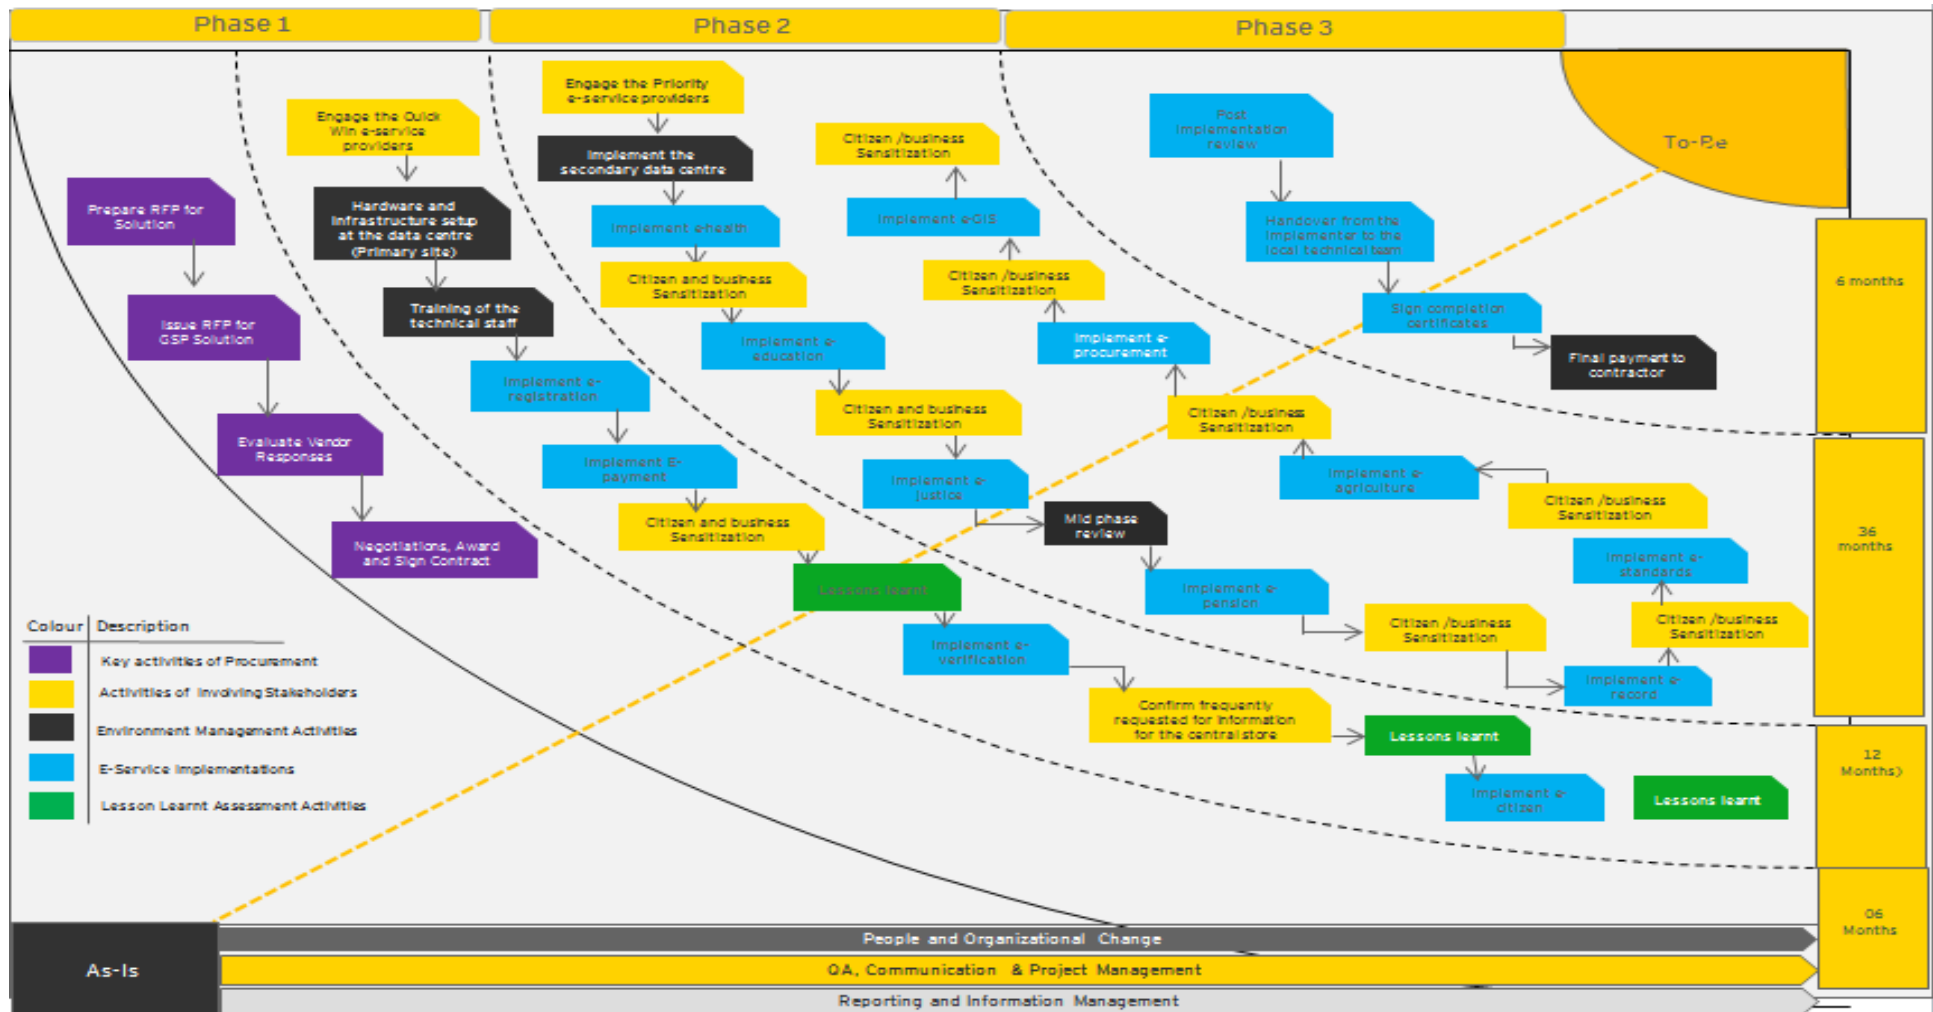 Phase 1
Phase 2
Phase 3
Engage the Quick
Win e-service
providers
Prepare RFP for
Solution
Hardware and
Infrastructure setup
at the data centre
(Primary site)
Issue RFP for
GSP Solution
Training of the
technical staff
Evaluate Vendor
Responses
Implement e-
registration
Negotiations, Award
and Sign Contract
Implement E-
payment
Citizen and business
Sensitization
Lessons learnt
Implement e-
verification
Confirm frequently
requested for information
for the central store
Lessons learnt
Implement e-
citizen
Lessons learnt
Engage the Priority
e-service providers
Implement the
secondary data centre
Implement e-health
Citizen and business
Sensitization
Implement e-
education
Citizen and business
Sensitization
Implement e-
justice
Mid phase
review
Implement e-
pension
Citizen /business
Sensitization
Implement e-
record
Citizen /business
Sensitization
Implement e-
standards
Citizen /business
Sensitization
Implement e-
agriculture
Citizen /business
Sensitization
Implement e-
procurement
Citizen /business
Sensitization
Implement e-GIS
Citizen /business
Sensitization
Post
implementation
review
Handover from the
implementer to the
local technical team
Sign completion
certificates
Final payment to
contractor
To-Be
6 months
36
months
12
Months)
06
Months
Colour Description
Key activities of Procurement
Activities of Involving Stakeholders
Environment Management Activities
E-Service Implementations
Lesson Learnt Assessment Activities
As-Is
People and Organizational Change
QA, Communication & Project Management
Reporting and Information Management